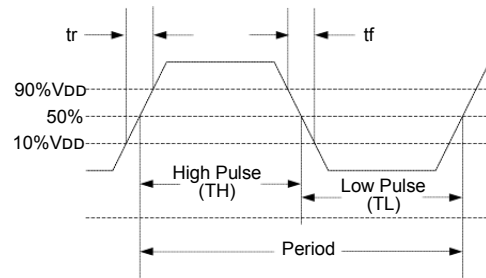 tr
tf
90%VDD
50%
10%VDD
High Pulse
(TH)
Low Pulse
(TL)
Period